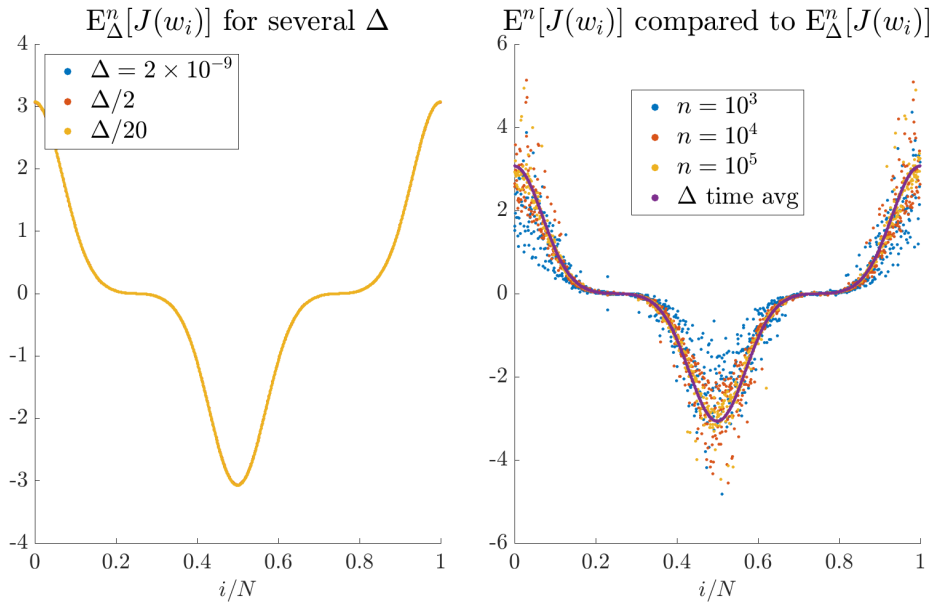 E^n_Δ[J(w_i)] for several Δ
4
3
2
1
0
-1
-2
-3
-4
Δ = 2 × 10^{-9}
Δ/2
Δ/20
0
0.2
0.4
0.6
0.8
1
i/N
E^n[J(w_i)] compared to E^n_Δ[J(w_i)]
6
4
2
0
-2
-4
-6
n = 10^3
n = 10^4
n = 10^5
Δ time avg
0
0.2
0.4
0.6
0.8
1
i/N